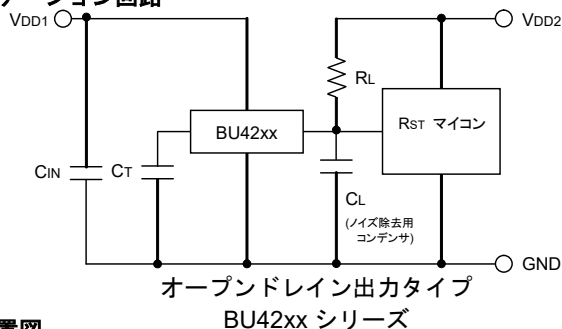 ケーション回路
VDD1
VDD2
RL
BU42xx
RST マイコン
CIN
CT
CL
(ノイズ除去用
コンデンサ)
GND
オープンドレイン出力タイプ
BU42xx シリーズ
置図